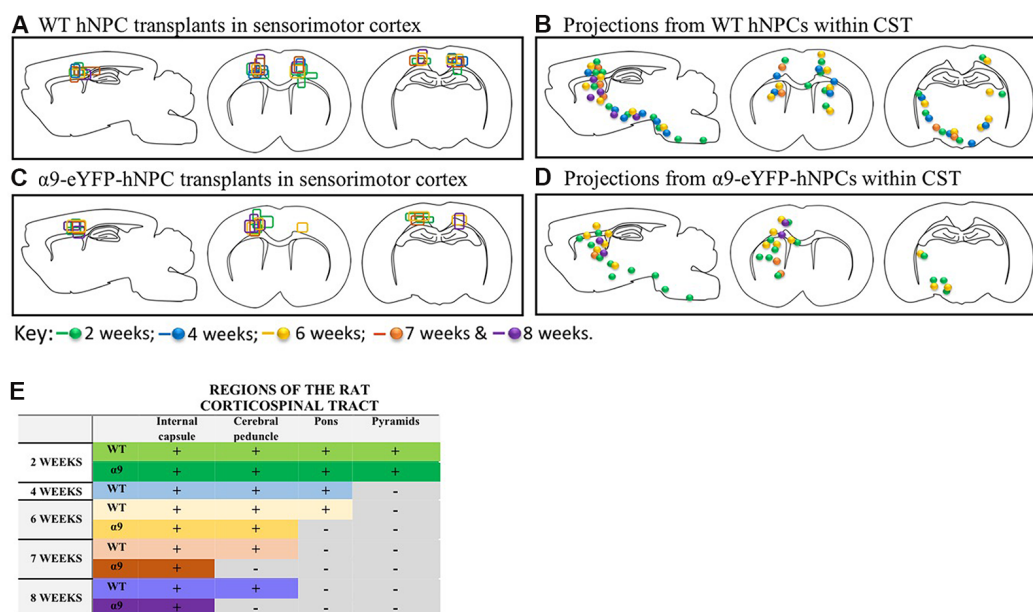 A WT hNPC transplants in sensorimotor cortex
B Projections from WT hNPCs within CST
C α9-eYFP-hNPC transplants in sensorimotor cortex
D Projections from α9-eYFP-hNPCs within CST
Key: 2 weeks; 4 weeks; 6 weeks; 7 weeks & 8 weeks.
E
REGIONS OF THE RAT
CORTICOSPINAL TRACT
Internal capsule Cerebral peduncle Pons Pyramids
2 WEEKS WT + + + +
α9 + + + +
4 WEEKS WT + + + -
6 WEEKS WT + + + -
α9 + + - -
7 WEEKS WT + + - -
α9 + - - -
8 WEEKS WT + + - -
α9 + - - -